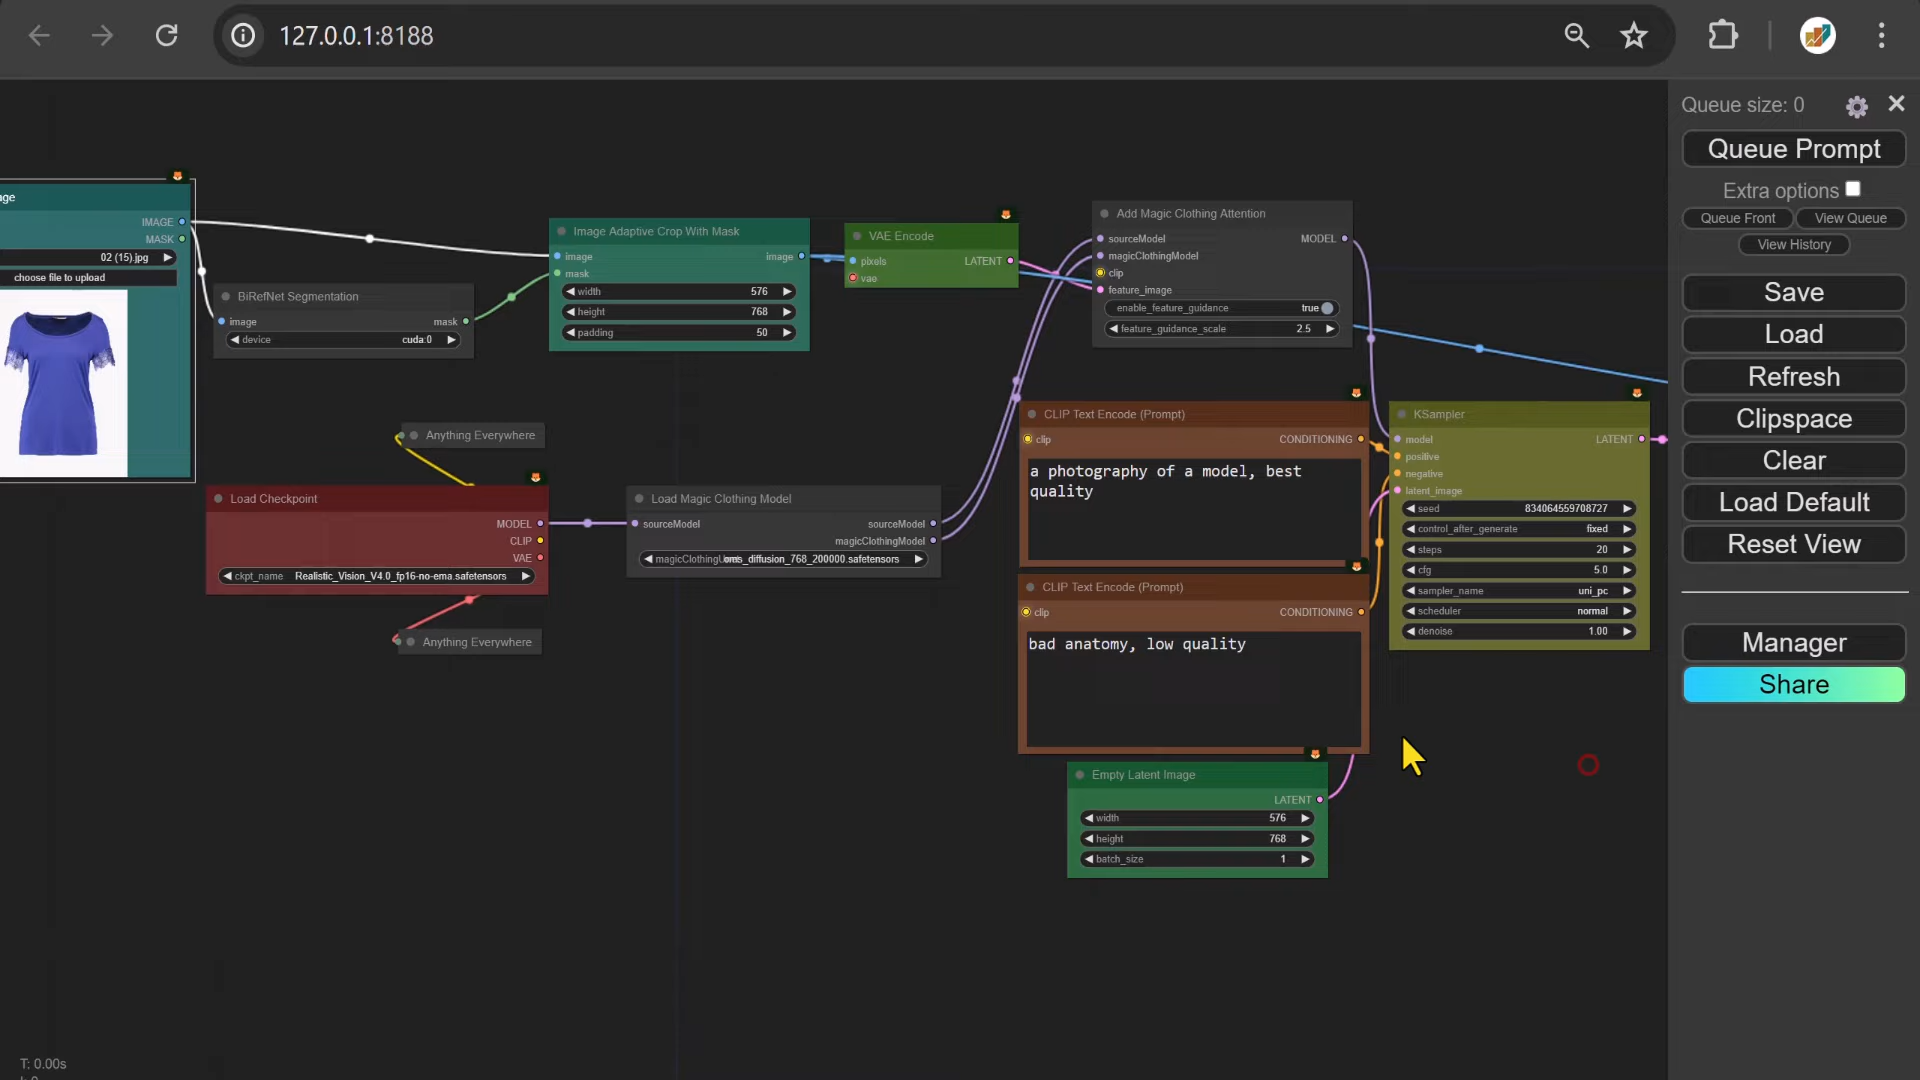 127.0.0.1:8188
Queue size: 0
Queue Prompt
Extra options
Queue Front
View Queue
View History
Save
Load
Refresh
Clipspace
Clear
Load Default
Reset View
Manager
Share
ge
IMAGE
MASK
02 (15).jpg
choose file to upload
BiRefNet Segmentation
image
mask
device
cuda:0
Image Adaptive Crop With Mask
image
image
mask
width
576
height
768
padding
50
VAE Encode
pixels
LATENT
vae
Add Magic Clothing Attention
sourceModel
MODEL
magicClothingModel
clip
feature_image
enable_feature_guidance
true
feature_guidance_scale
2.5
Anything Everywhere
Load Checkpoint
MODEL
CLIP
VAE
ckpt_name
Realistic_Vision_V4.0_fp16-no-ema.safetensors
Anything Everywhere
Load Magic Clothing Model
sourceModel
sourceModel
magicClothingModel
diffusion_768_200000.safetensors
CLIP Text Encode (Prompt)
clip
CONDITIONING
a photography of a model, best
quality
CLIP Text Encode (Prompt)
clip
CONDITIONING
bad anatomy, low quality
KSampler
model
LATENT
positive
negative
latent_image
seed
834064559708727
control_after_generate
fixed
steps
20
cfg
5.0
sampler_name
uni_pc
scheduler
normal
denoise
1.00
Empty Latent Image
LATENT
width
576
height
768
batch_size
1
T: 0.00s